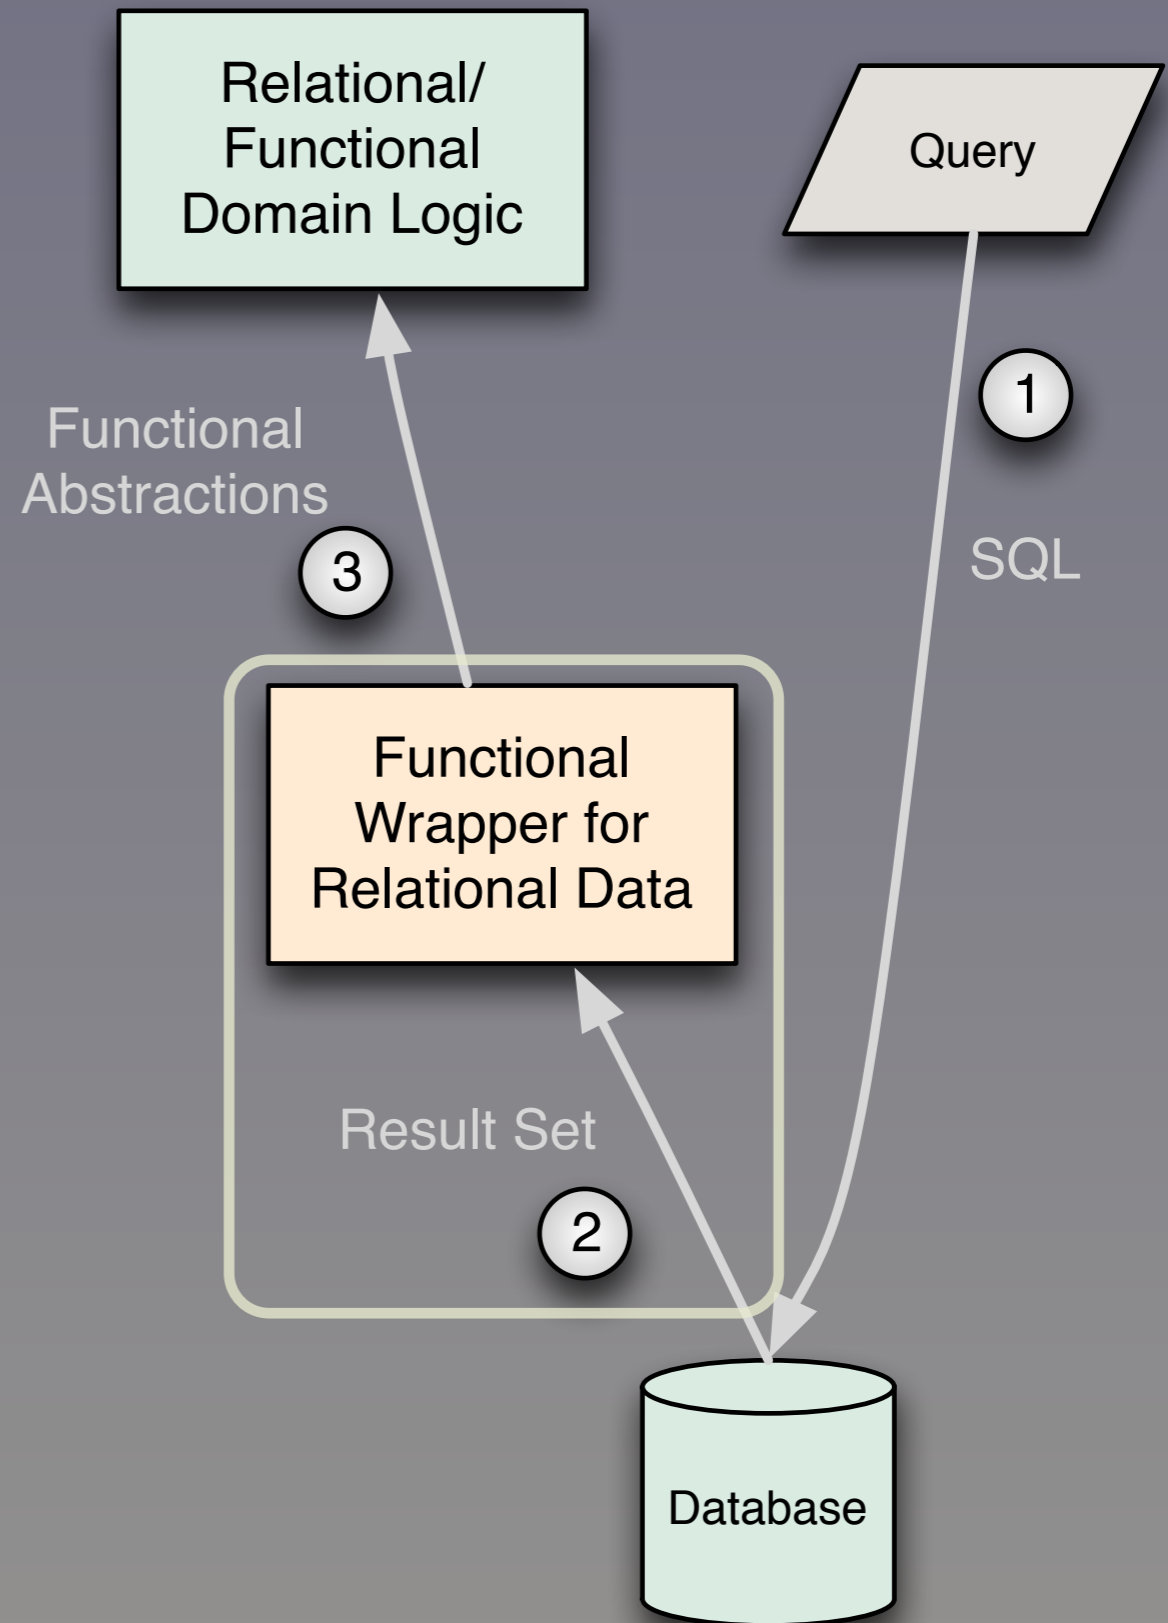 Relational/
Functional
Domain Logic
Query
1
Functional
Abstractions
3
SQL
Functional
Wrapper for
Relational Data
Result Set
2
Database